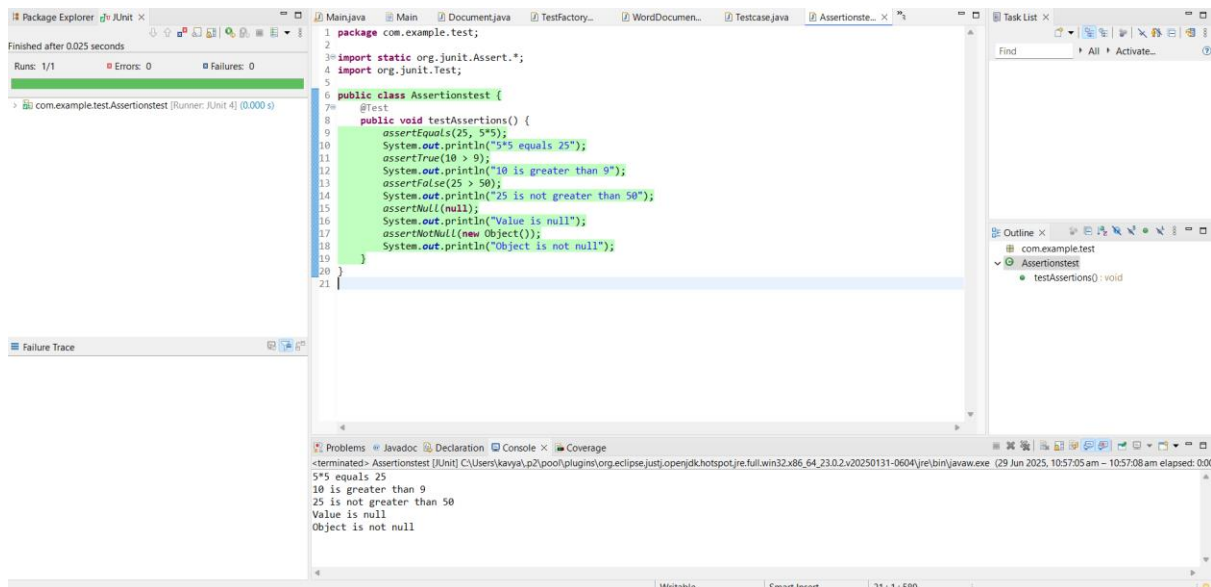 Package Explorer JUnit
Finished after 0.025 seconds
Runs: 1/1 Errors: 0 Failures: 0
com.example.test.Assertionstest [Runner: JUnit 4] (0.000 s)
Failure Trace
Main.java Main Document.java TestFactory... WordDocumen... Testcase.java Assertionste...
1 package com.example.test;
2
3 import static org.junit.Assert.*;
4 import org.junit.Test;
5
6 public class Assertionstest {
7 @Test
8 public void testAssertions() {
9 assertEquals(25, 5*5);
10 System.out.println("5*5 equals 25");
11 assertTrue(10 > 9);
12 System.out.println("10 is greater than 9");
13 assertFalse(25 > 50);
14 System.out.println("25 is not greater than 50");
15 assertNull(null);
16 System.out.println("Value is null");
17 assertNotNull(new Object());
18 System.out.println("Object is not null");
19 }
20 }
21
Task List
Find All Activate...
Outline
com.example.test
Assertionstest
testAssertions() : void
Problems Javadoc Declaration Console Coverage
<terminated> Assertionstest [JUnit] C:\Users\kavya\.p2\pool\plugins\org.eclipse.justj.openjdk.hotspot.jre.full.win32.x86_64_23.0.2.v20250131-0604\jre\bin\javaw.exe (29 Jun 2025, 10:57:05 am – 10:57:08 am elapsed: 0:00
5*5 equals 25
10 is greater than 9
25 is not greater than 50
Value is null
Object is not null
Writable Smart Insert 21 : 1 : 580